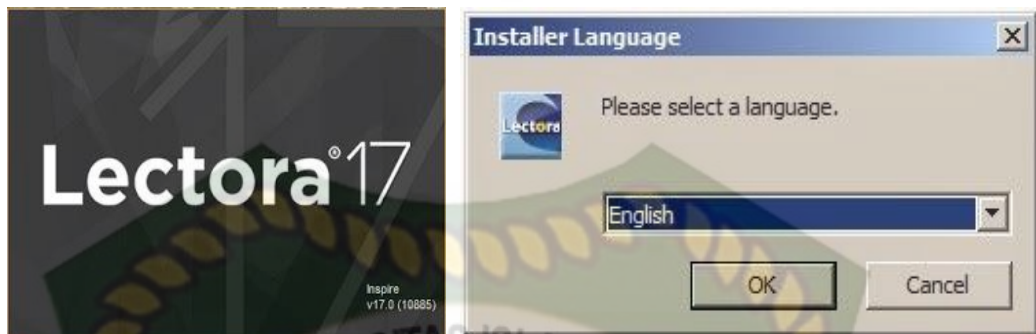 Lectora® 17
Inspire
v17.0 (10885)
Installer Language
Lectora
Please select a language.
English
OK
Cancel